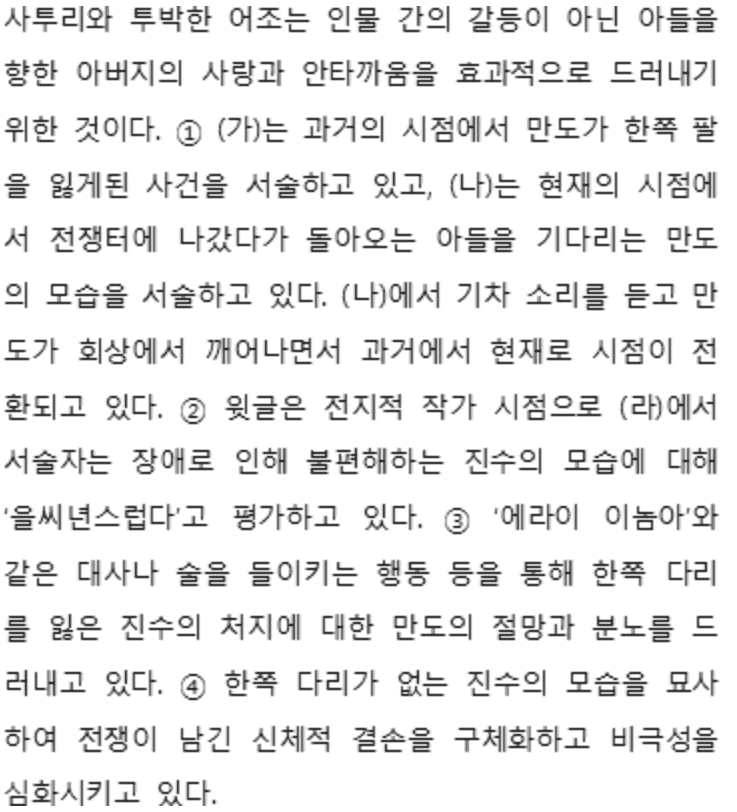 사투리와 투박한 어조는 인물 간의 갈등이 아닌 아들을
향한 아버지의 사랑과 안타까움을 효과적으로 드러내기
위한 것이다. ① (가)는 과거의 시점에서 만도가 한쪽 팔
을 잃게된 사건을 서술하고 있고, (나)는 현재의 시점에
서 전쟁터에 나갔다가 돌아오는 아들을 기다리는 만도
의 모습을 서술하고 있다. (나)에서 기차 소리를 듣고 만
도가 회상에서 깨어나면서 과거에서 현재로 시점이 전
환되고 있다. ② 윗글은 전지적 작가 시점으로 (라)에서
서술자는 장애로 인해 불편해하는 진수의 모습에 대해
‘을씨년스럽다’고 평가하고 있다. ③ ‘에라이 이놈아’와
같은 대사나 술을 들이키는 행동 등을 통해 한쪽 다리
를 잃은 진수의 처지에 대한 만도의 절망과 분노를 드
러내고 있다. ④ 한쪽 다리가 없는 진수의 모습을 묘사
하여 전쟁이 남긴 신체적 결손을 구체화하고 비극성을
심화시키고 있다.